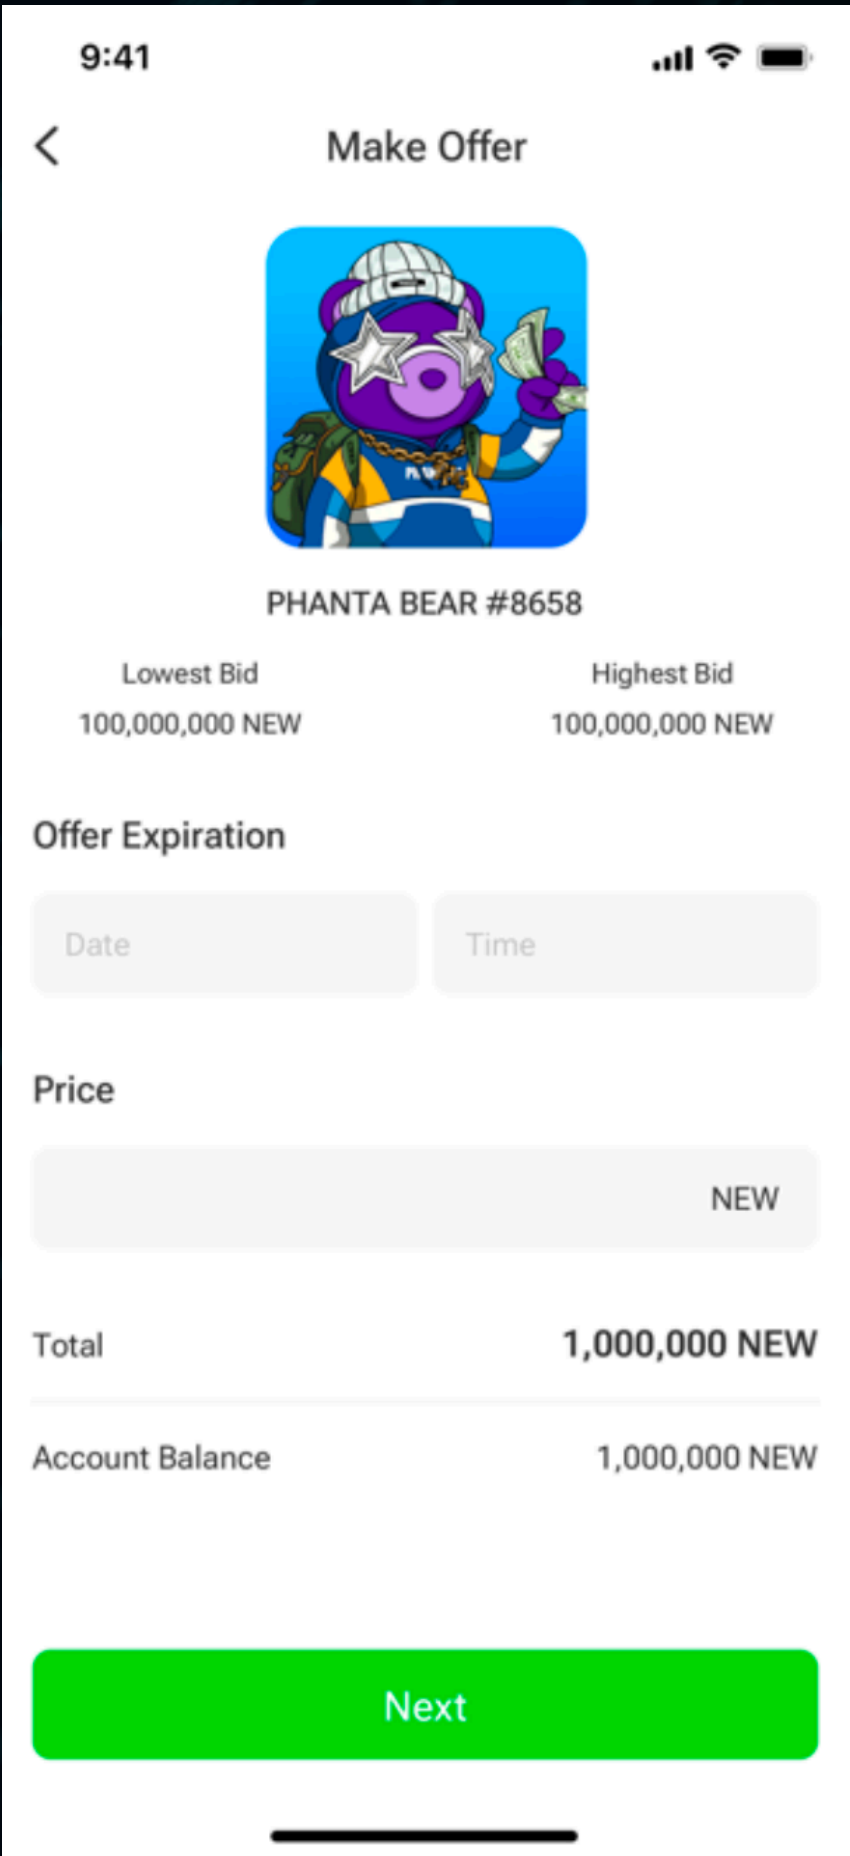 9:41
Make Offer
PHANTA BEAR #8658
Lowest Bid
Highest Bid
100,000,000 NEW
100,000,000 NEW
Offer Expiration
Date
Time
Price
NEW
Total
1,000,000 NEW
Account Balance
1,000,000 NEW
Next